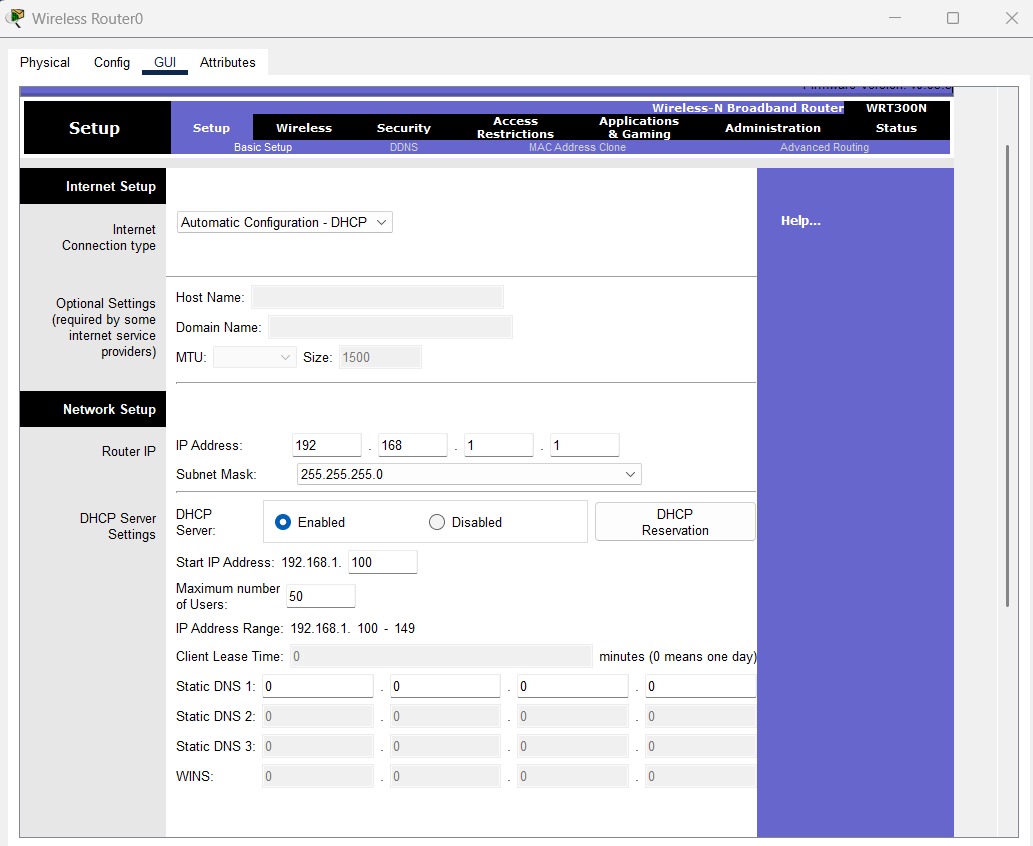 Wireless Router0
Physical Config GUI Attributes
Wireless-N Broadband Router WRT300N
Setup
Setup Wireless Security Access Restrictions Applications & Gaming Administration Status
Basic Setup DDNS MAC Address Clone Advanced Routing
Internet Setup
Internet
Connection type
Automatic Configuration - DHCP
Help...
Optional Settings
(required by some
internet service
providers)
Host Name:
Domain Name:
MTU: Size: 1500
Network Setup
Router IP
IP Address: 192 . 168 . 1 . 1
Subnet Mask: 255.255.255.0
DHCP Server
Settings
DHCP
Server:
Enabled Disabled
DHCP
Reservation
Start IP Address: 192.168.1. 100
Maximum number
of Users:
50
IP Address Range: 192.168.1. 100 - 149
Client Lease Time: 0 minutes (0 means one day)
Static DNS 1: 0 . 0 . 0 . 0
Static DNS 2: 0 . 0 . 0 . 0
Static DNS 3: 0 . 0 . 0 . 0
WINS: 0 . 0 . 0 . 0